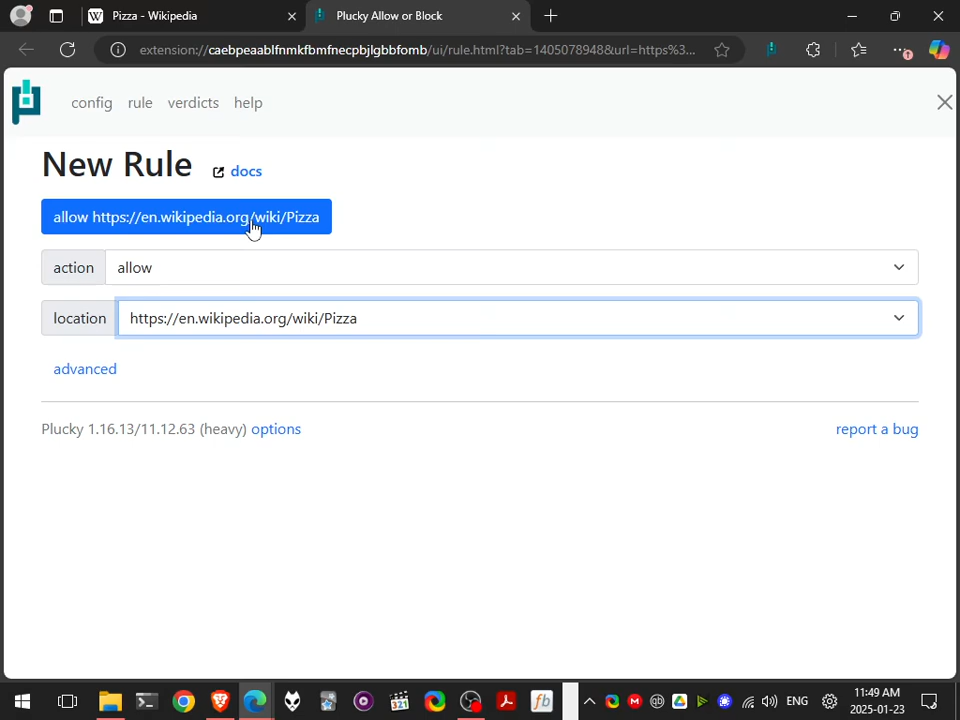 Pizza - Wikipedia
Plucky Allow or Block
extension://caebpeaablfnmkfbmfnecpbjlgbbfomb/ui/rule.html?tab=1405078948&url=https%3...
config rule verdicts help
New Rule docs
allow https://en.wikipedia.org/wiki/Pizza
action allow
location https://en.wikipedia.org/wiki/Pizza
advanced
Plucky 1.16.13/11.12.63 (heavy) options report a bug
321 fb ENG
11:49 AM
2025-01-23